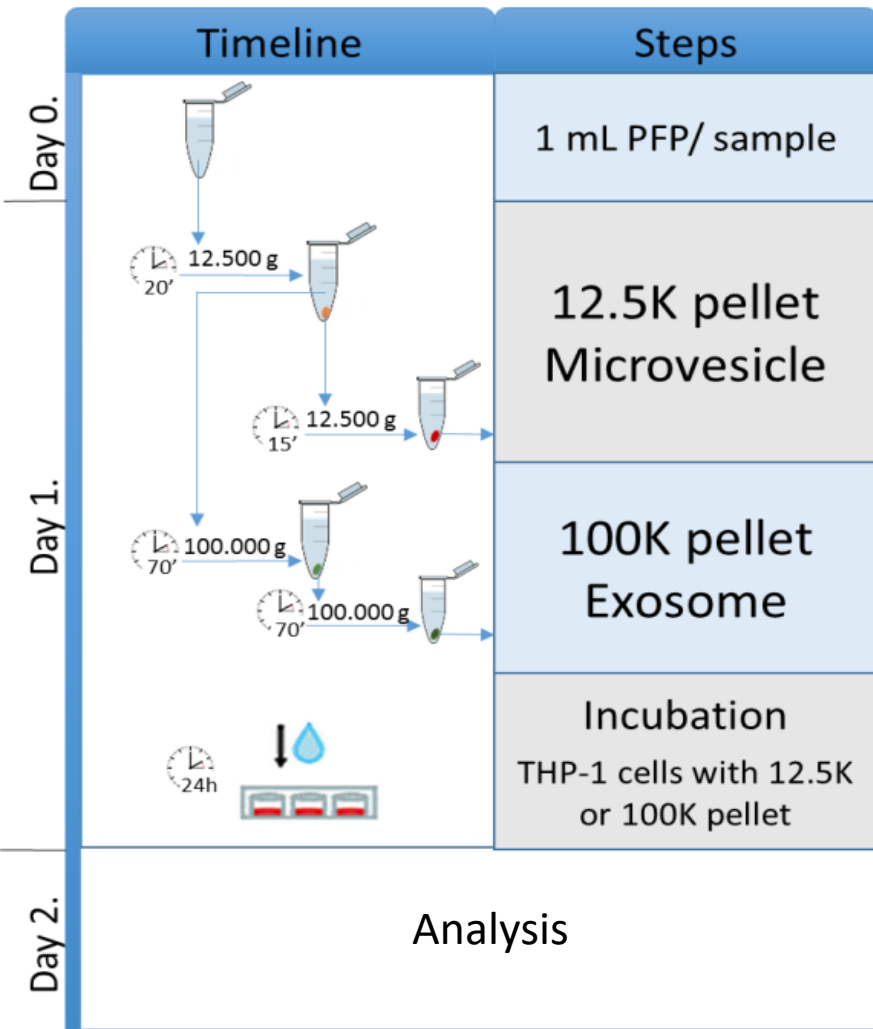 Timeline
Steps
Day 0.
1 mL PFP/ sample
Day 1.
12.500 g
20’
12.500 g
15’
12.5K pellet
Microvesicle
100.000 g
70’
100.000 g
70’
100K pellet
Exosome
24h
Incubation
THP-1 cells with 12.5K
or 100K pellet
Day 2.
Analysis